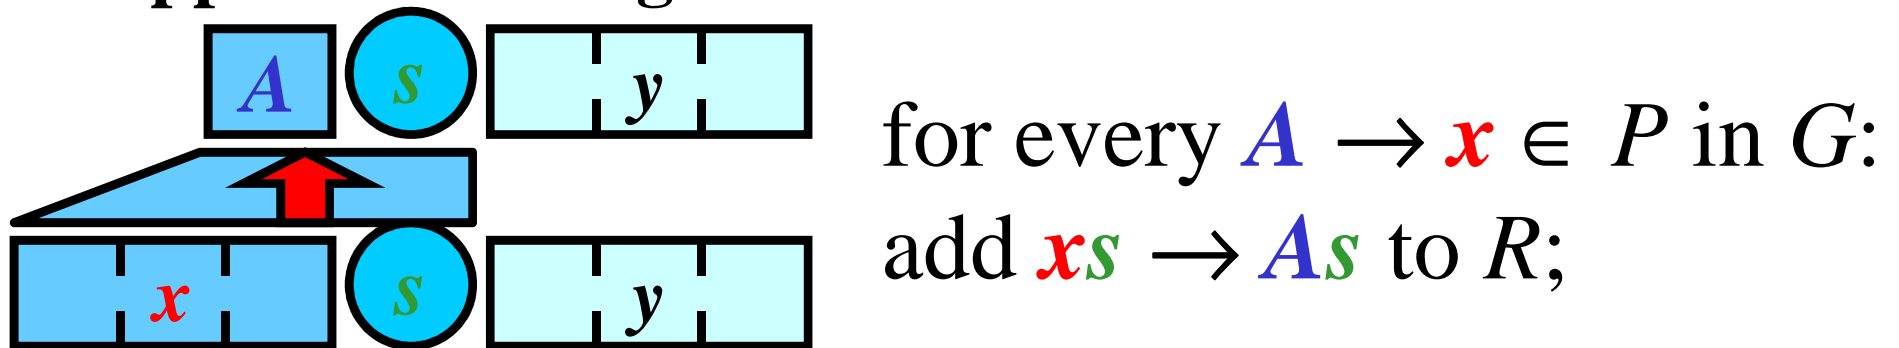 A s y
for every A → x ∈ P in G:
add xs → As to R;
x s y